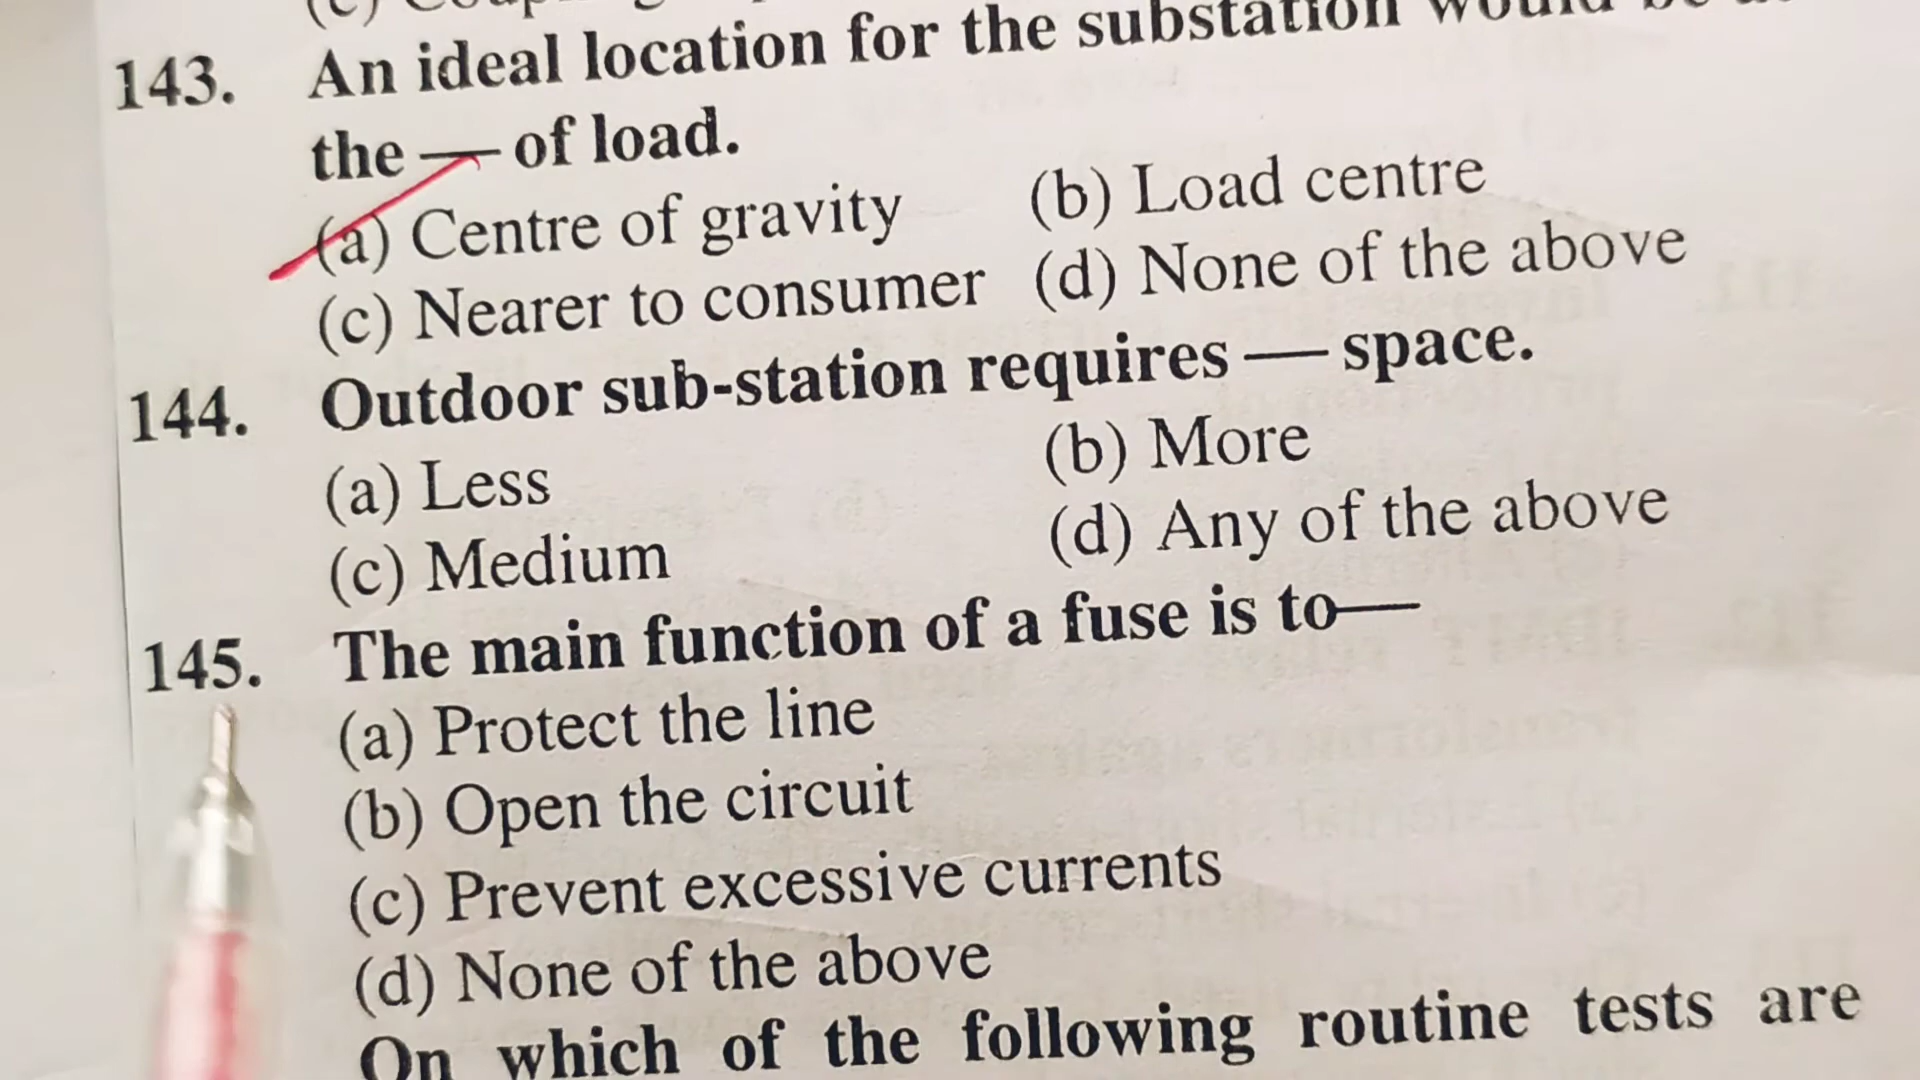 143. An ideal location for the substation would be
the — of load.
(a) Centre of gravity (b) Load centre
(c) Nearer to consumer (d) None of the above
144. Outdoor sub-station requires — space.
(a) Less (b) More
(c) Medium (d) Any of the above
145. The main function of a fuse is to—
(a) Protect the line
(b) Open the circuit
(c) Prevent excessive currents
(d) None of the above
On which of the following routine tests are